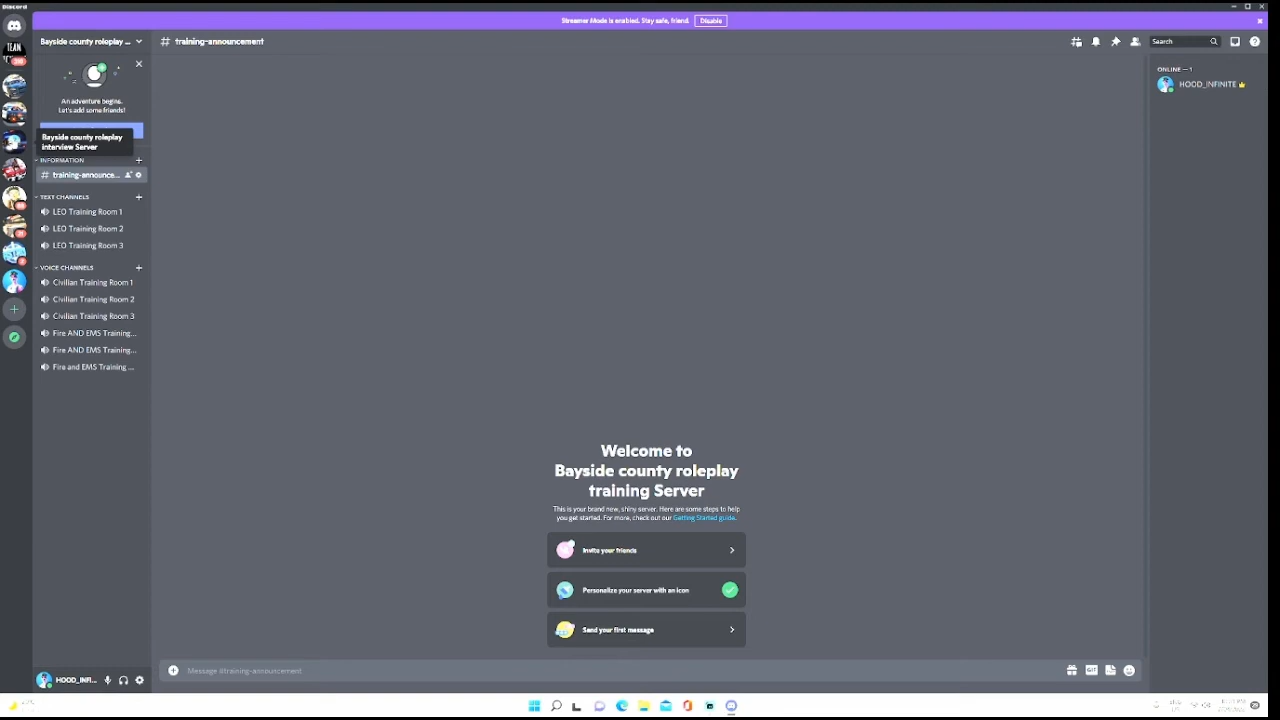 Discord
Streamer Mode is enabled. Stay safe, friend.
Disable
TEAM
Bayside county roleplay ...
# training-announcement
Search
An adventure begins.
Let's add some friends!
Bayside county roleplay
interview Server
INFORMATION
# training-announce...
TEXT CHANNELS
LEO Training Room 1
LEO Training Room 2
LEO Training Room 3
VOICE CHANNELS
Civilian Training Room 1
Civilian Training Room 2
Civilian Training Room 3
Fire AND EMS Training...
Fire AND EMS Training...
Fire and EMS Training ...
ONLINE — 1
HOOD_INFINITE
Welcome to
Bayside county roleplay
training Server
This is your brand new, shiny server. Here are some steps to help
you get started. For more, check out our Getting Started guide.
Invite your friends
Personalize your server with an icon
Send your first message
Message #training-announcement
GIF
HOOD_INFI...